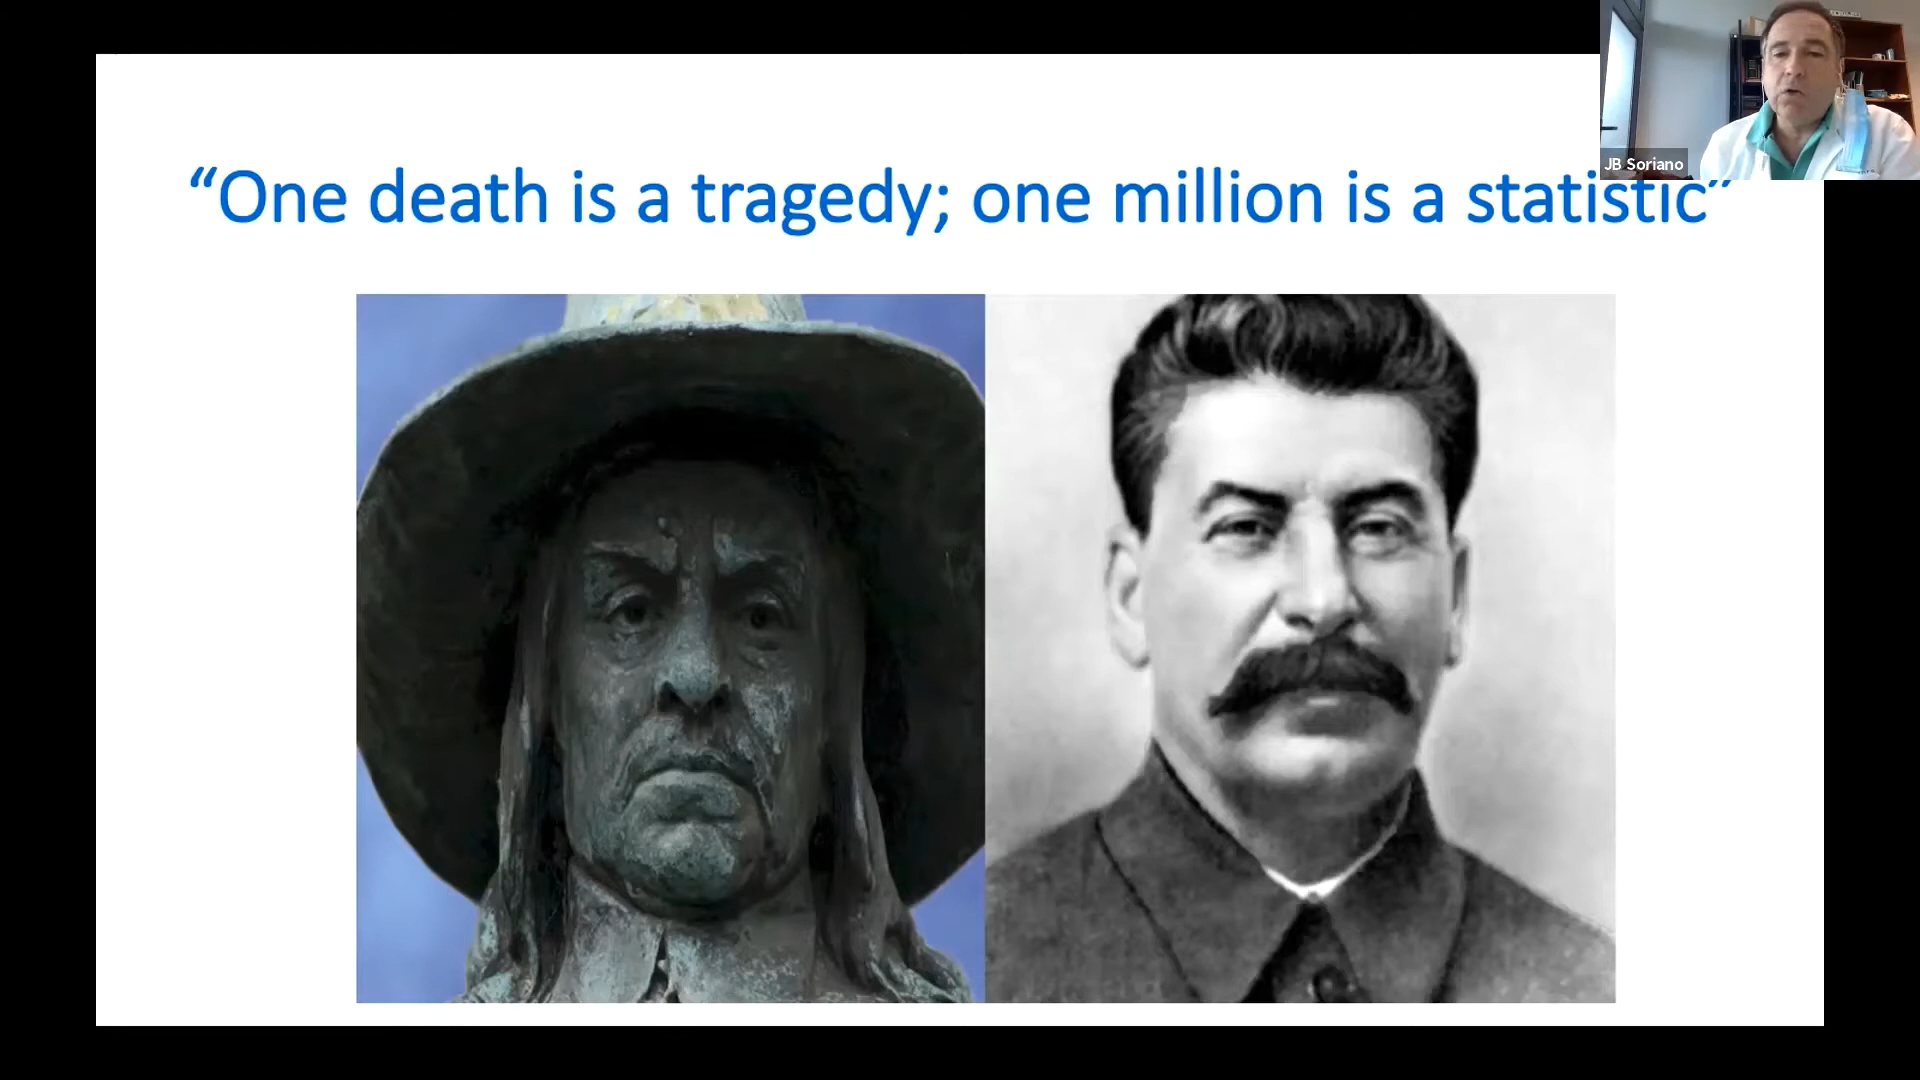 JB Soriano
“One death is a tragedy; one million is a statistic”